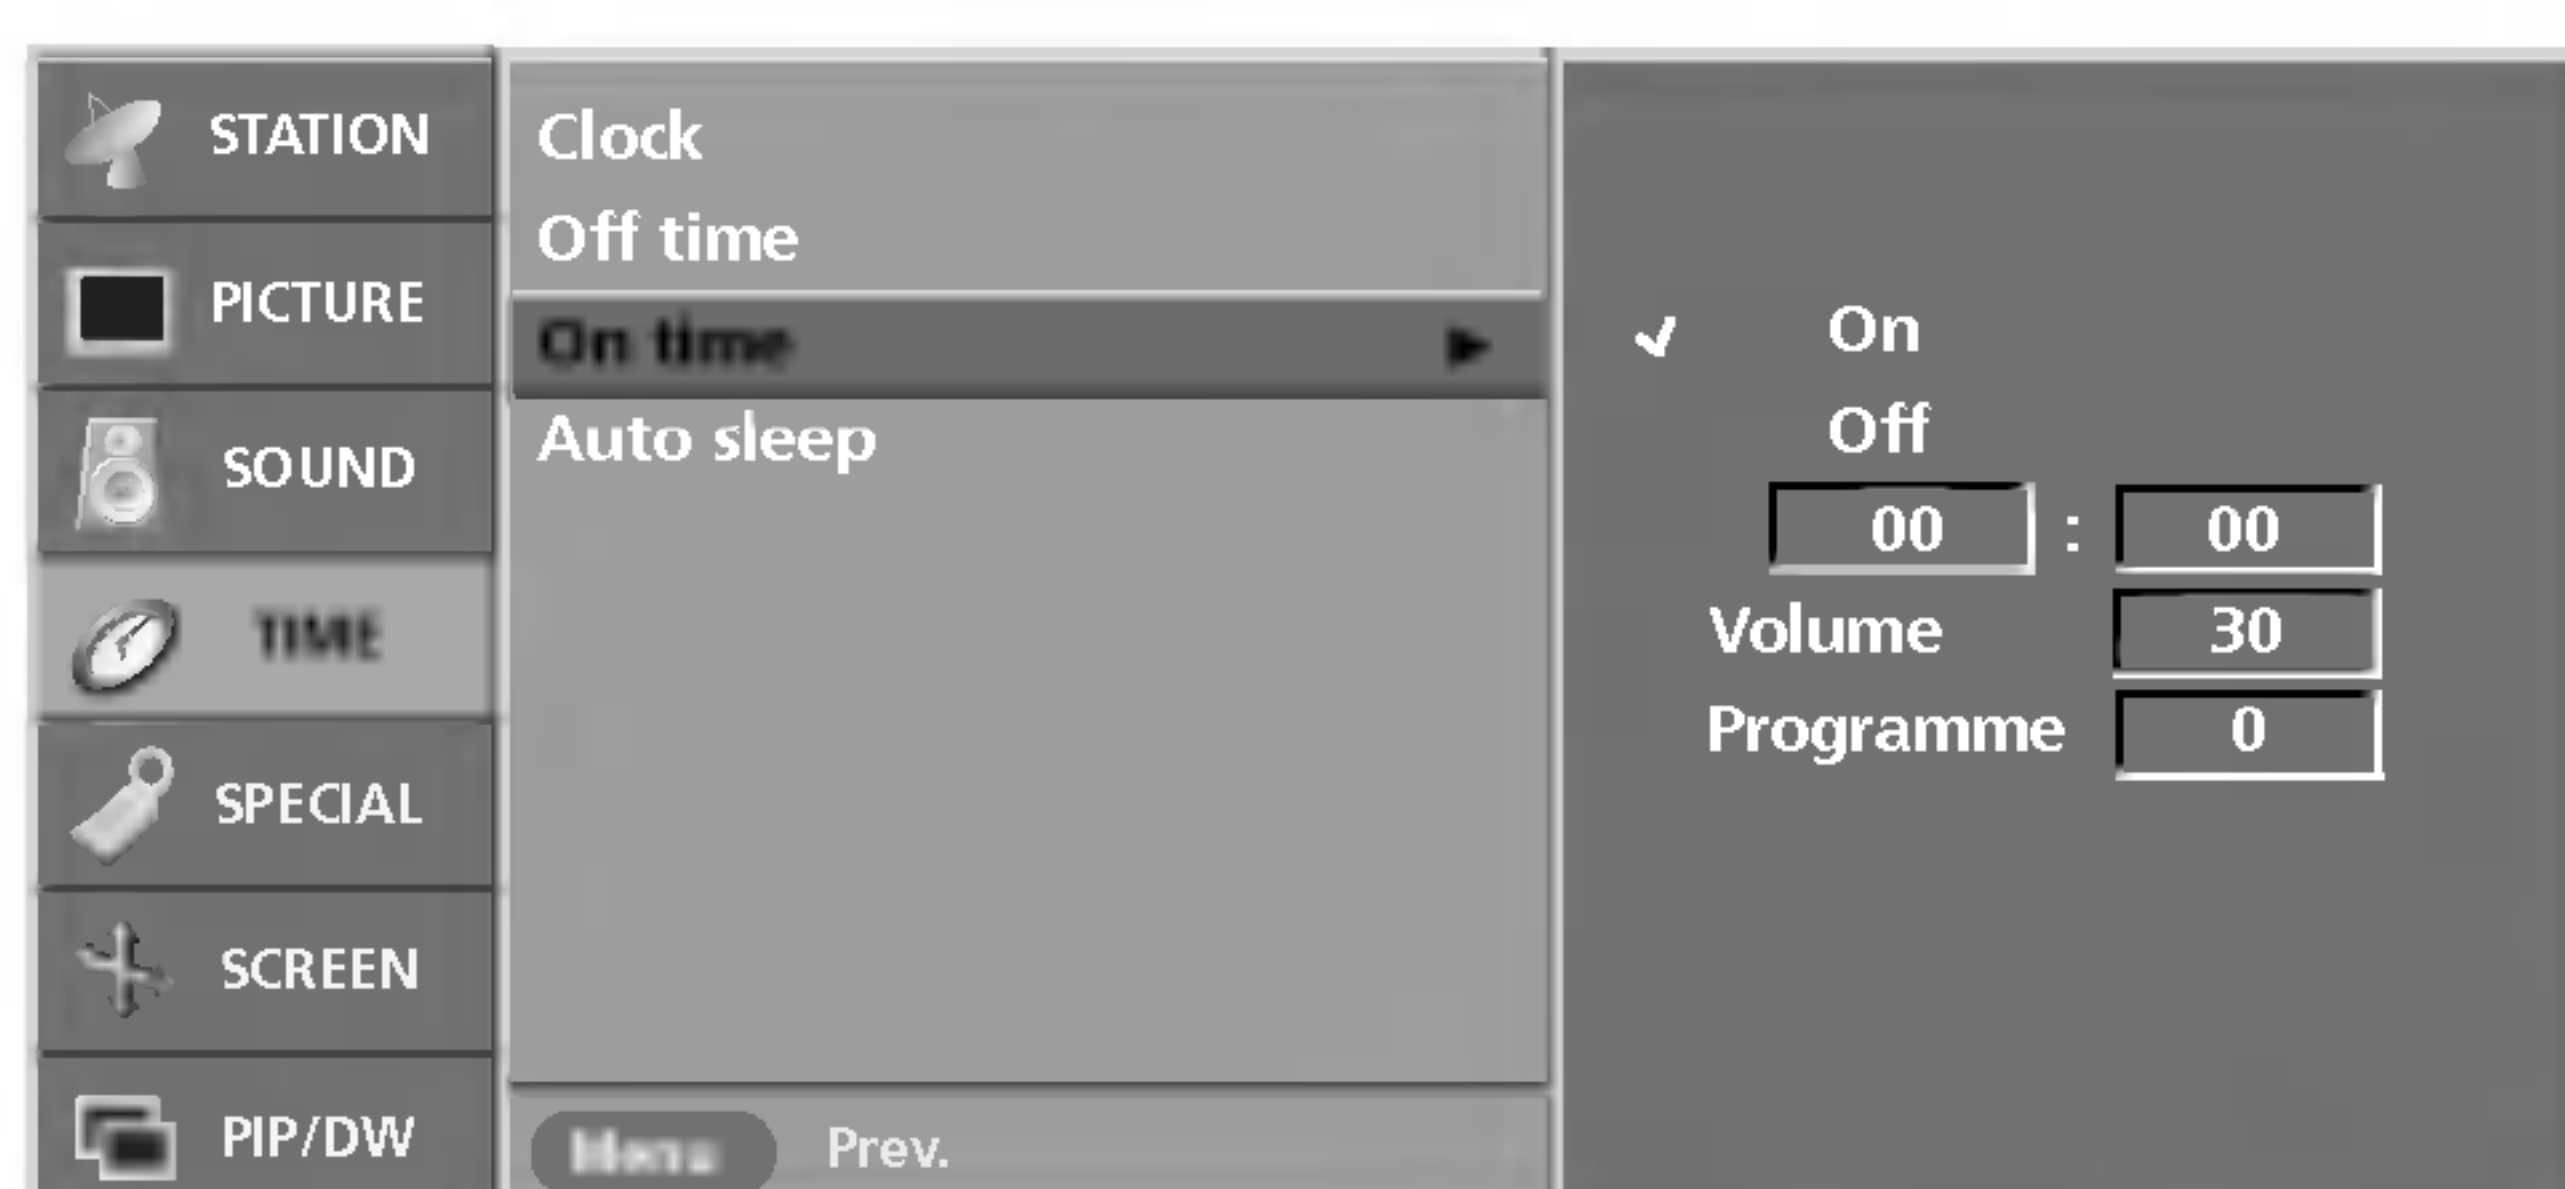 STATION
PICTURE
SOUND
TIME
SPECIAL
SCREEN
PIP/DW
Clock
Off time
On time
Auto sleep
Menu Prev.
On
Off
00 : 00
Volume 30
Programme 0